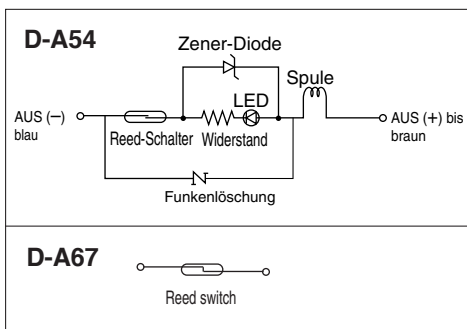 D-A54
Zener-Diode
Spule
LED
AUS (−)
blau
Reed-Schalter
Widerstand
AUS (+) bis
braun
Funkenlöschung
D-A67
Reed switch